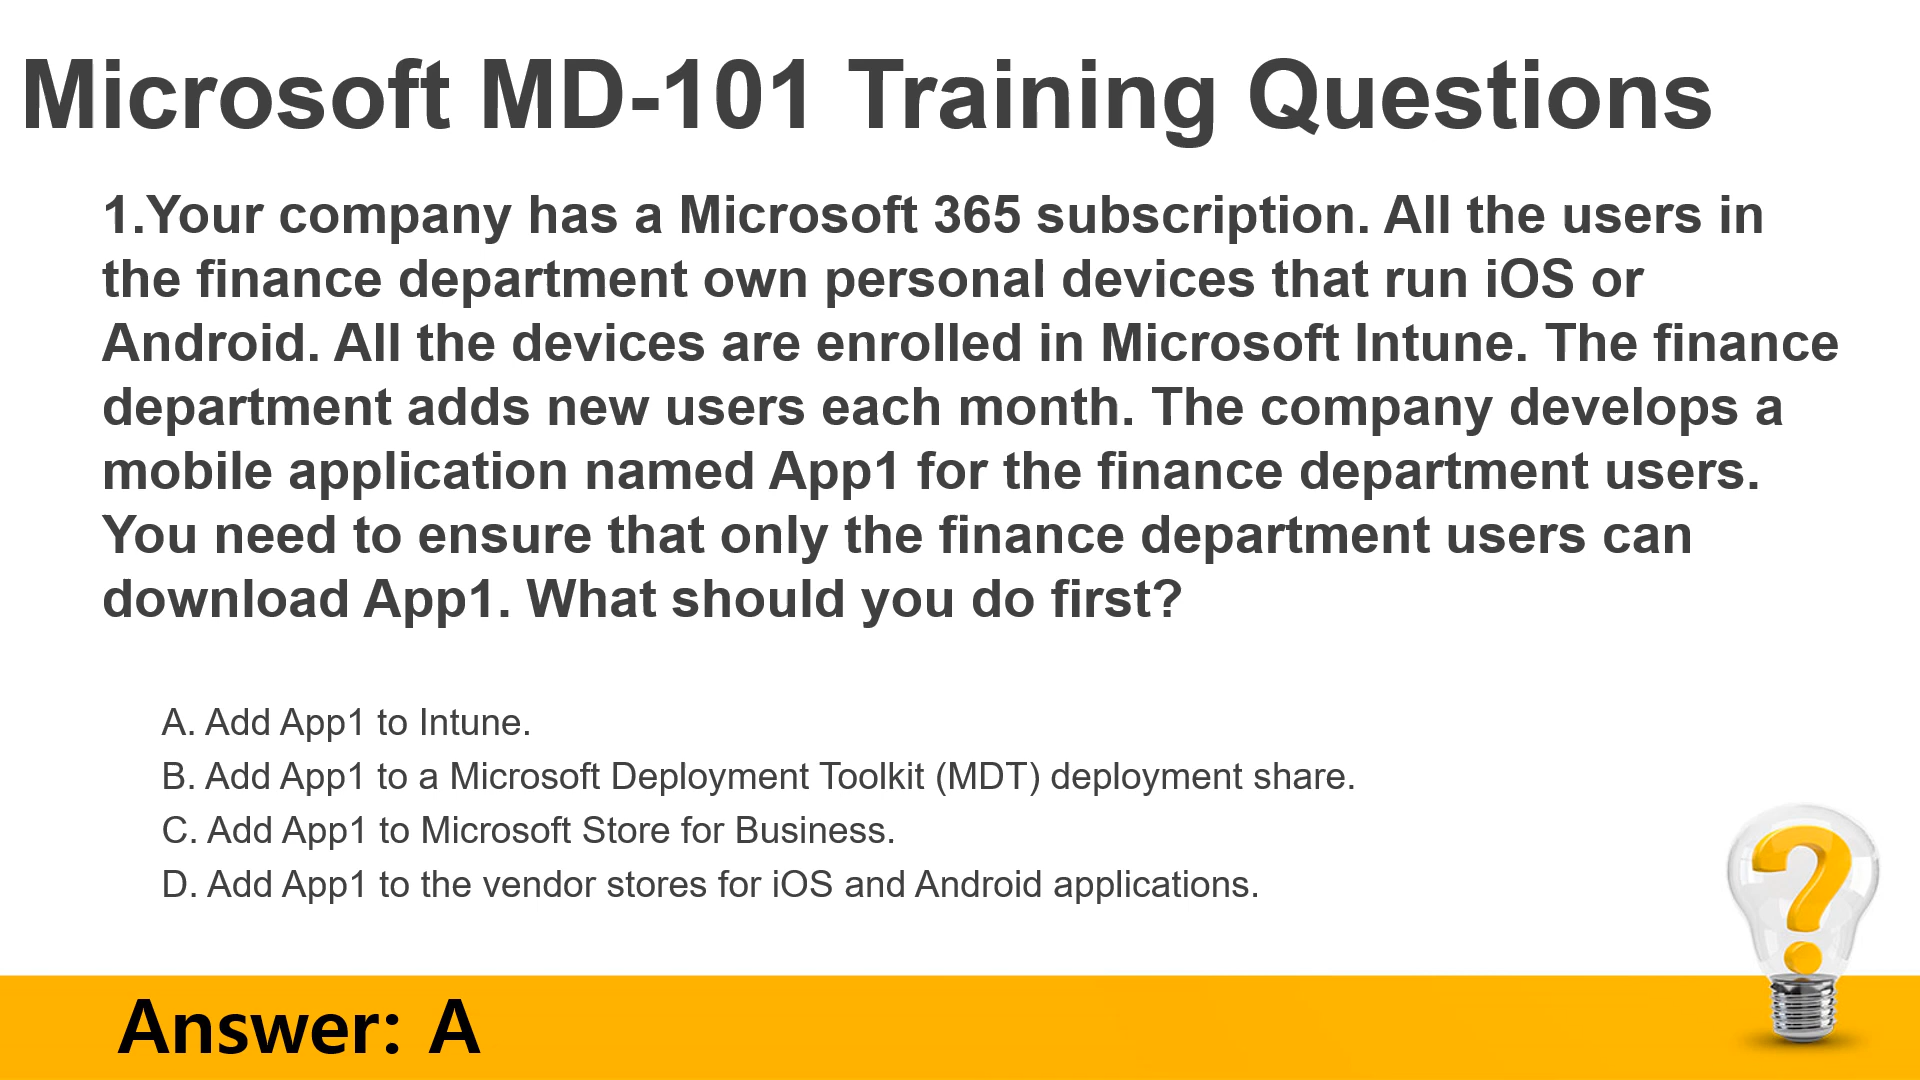 Microsoft MD-101 Training Questions
1.Your company has a Microsoft 365 subscription. All the users in
the finance department own personal devices that run iOS or
Android. All the devices are enrolled in Microsoft Intune. The finance
department adds new users each month. The company develops a
mobile application named App1 for the finance department users.
You need to ensure that only the finance department users can
download App1. What should you do first?
A. Add App1 to Intune.
B. Add App1 to a Microsoft Deployment Toolkit (MDT) deployment share.
C. Add App1 to Microsoft Store for Business.
D. Add App1 to the vendor stores for iOS and Android applications.
Answer: A